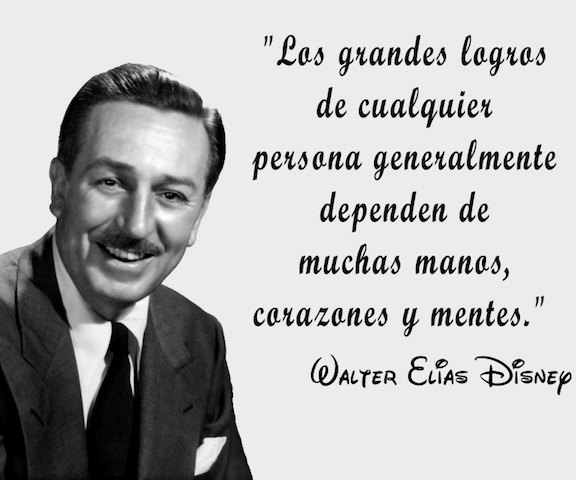 "Los grandes logros
de cualquier
persona generalmente
dependen de
muchas manos,
corazones y mentes."
Walter Elias Disney